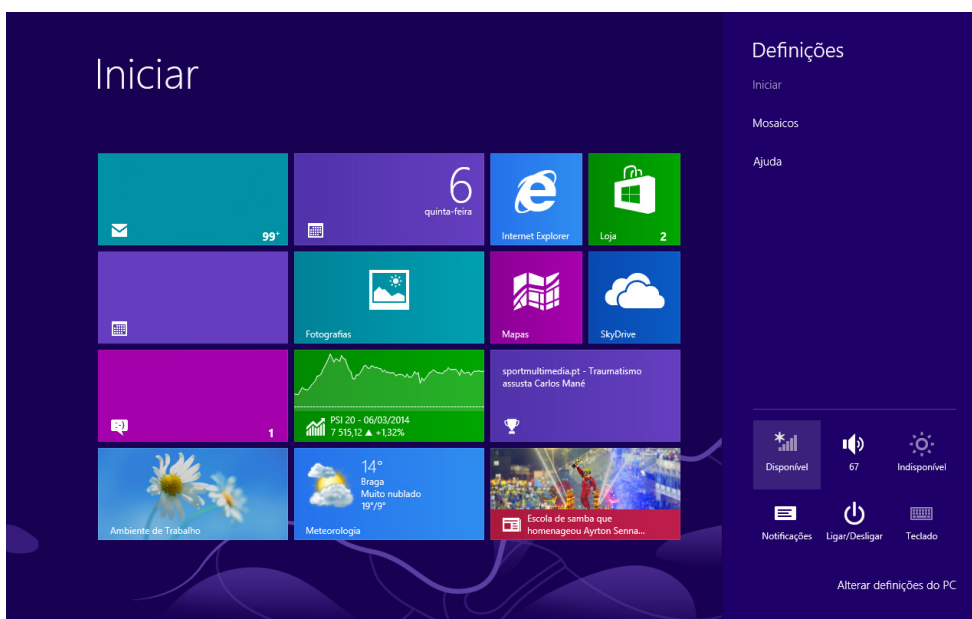 Iniciar
99+
6
quinta-feira
Internet Explorer
Loja
2
Fotografias
Mapas
SkyDrive
1
PSI 20 - 06/03/2014
7 515,12 ▲ +1,32%
sportmultimedia.pt - Traumatismo
assusta Carlos Mané
Ambiente de Trabalho
14°
Braga
Muito nublado
19°/9°
Meteorologia
Escola de samba que
homenageou Ayrton Senna...
Definições
Iniciar
Mosaicos
Ajuda
Disponível
67
Indisponível
Notificações
Ligar/Desligar
Teclado
Alterar definições do PC